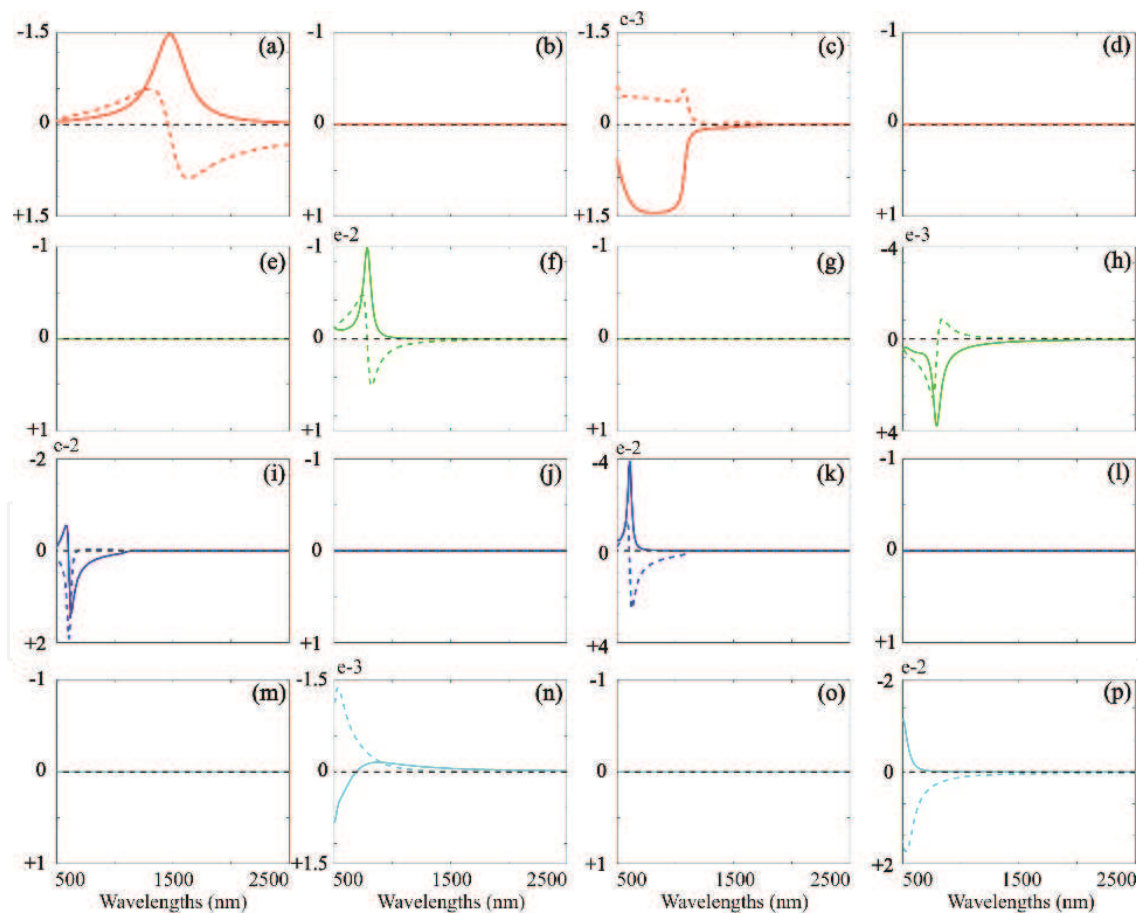 e-3
-1.5 (a) -1 (b) -1.5 (c) -1 (d)
0 0 0 0
+1.5 +1 +1.5 +1
e-2 e-3
-1 (e) -1 (f) -1 (g) -4 (h)
0 0 0 0
+1 +1 +1 +4
e-2 e-2
-2 (i) -1 (j) -4 (k) -1 (l)
0 0 0 0
+2 +1 +4 +1
e-3 e-2
-1 (m) -1.5 (n) -1 (o) -2 (p)
0 0 0 0
+1 +1.5 +1 +2
500 1500 2500 500 1500 2500 500 1500 2500 500 1500 2500
Wavelengths (nm) Wavelengths (nm) Wavelengths (nm) Wavelengths (nm)